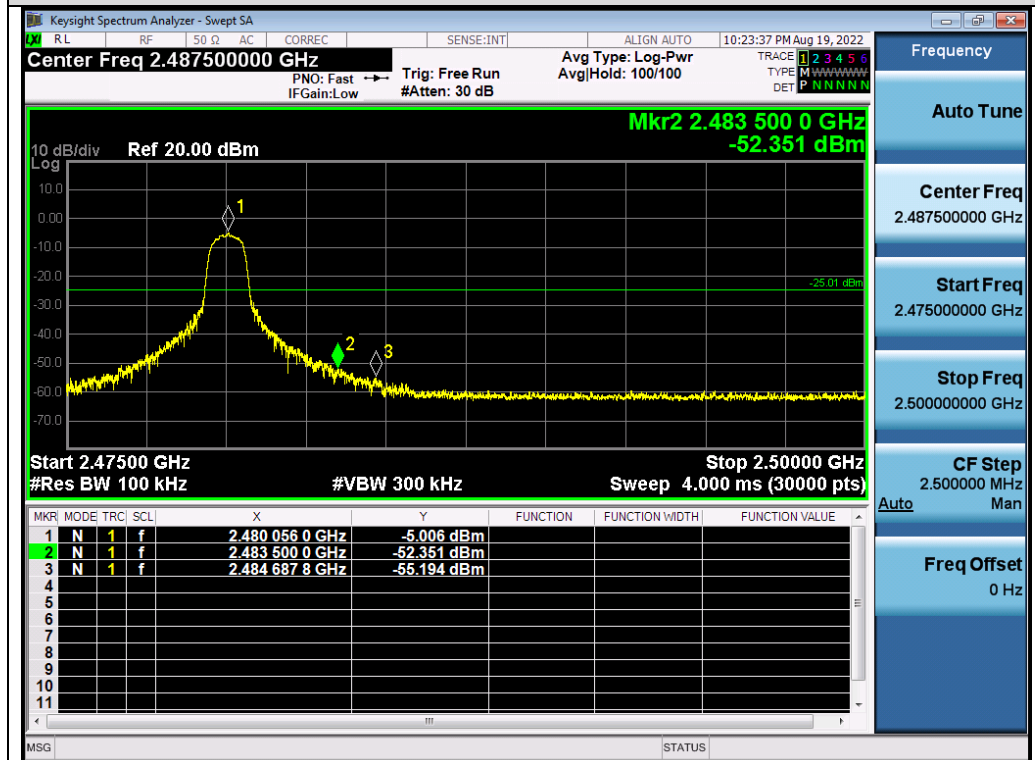 Keysight Spectrum Analyzer - Swept SA
LXI RL RF 50 Ω AC CORREC SENSE:INT ALIGN AUTO 10:23:37 PM Aug 19, 2022
Center Freq 2.487500000 GHz
PNO: Fast
IFGain:Low
Trig: Free Run
#Atten: 30 dB
Avg Type: Log-Pwr
Avg|Hold: 100/100
TRACE 1 2 3 4 5 6
TYPE M WWWWW
DET P N N N N N
Mkr2 2.483 500 0 GHz
-52.351 dBm
10 dB/div Ref 20.00 dBm
Log
10.0
0.00
-10.0
-20.0
-30.0
-40.0
-50.0
-60.0
-70.0
1
2
3
-25.01 dBm
Start 2.47500 GHz Stop 2.50000 GHz
#Res BW 100 kHz #VBW 300 kHz Sweep 4.000 ms (30000 pts)
MKR MODE TRC SCL X Y FUNCTION FUNCTION WIDTH FUNCTION VALUE
1 N 1 f 2.480 056 0 GHz -5.006 dBm
2 N 1 f 2.483 500 0 GHz -52.351 dBm
3 N 1 f 2.484 687 8 GHz -55.194 dBm
4
5
6
7
8
9
10
11
MSG STATUS
Frequency
Auto Tune
Center Freq
2.487500000 GHz
Start Freq
2.475000000 GHz
Stop Freq
2.500000000 GHz
CF Step
2.500000 MHz
Auto Man
Freq Offset
0 Hz